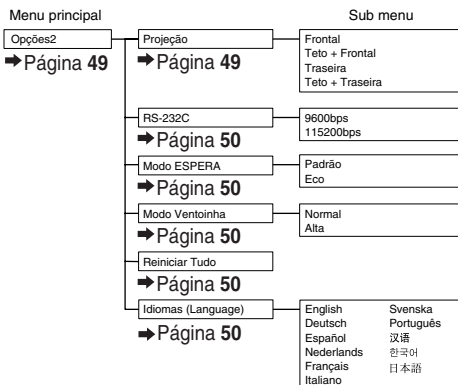 Menu principal
Sub menu
Opções2
➡Página 49
Projeção
➡Página 49
Frontal
Teto + Frontal
Traseira
Teto + Traseira
RS-232C
➡Página 50
9600bps
115200bps
Modo ESPERA
➡Página 50
Padrão
Eco
Modo Ventoinha
➡Página 50
Normal
Alta
Reiniciar Tudo
➡Página 50
Idiomas (Language)
➡Página 50
English
Deutsch
Español
Nederlands
Français
Italiano
Svenska
Português
汉语
한국어
日本語